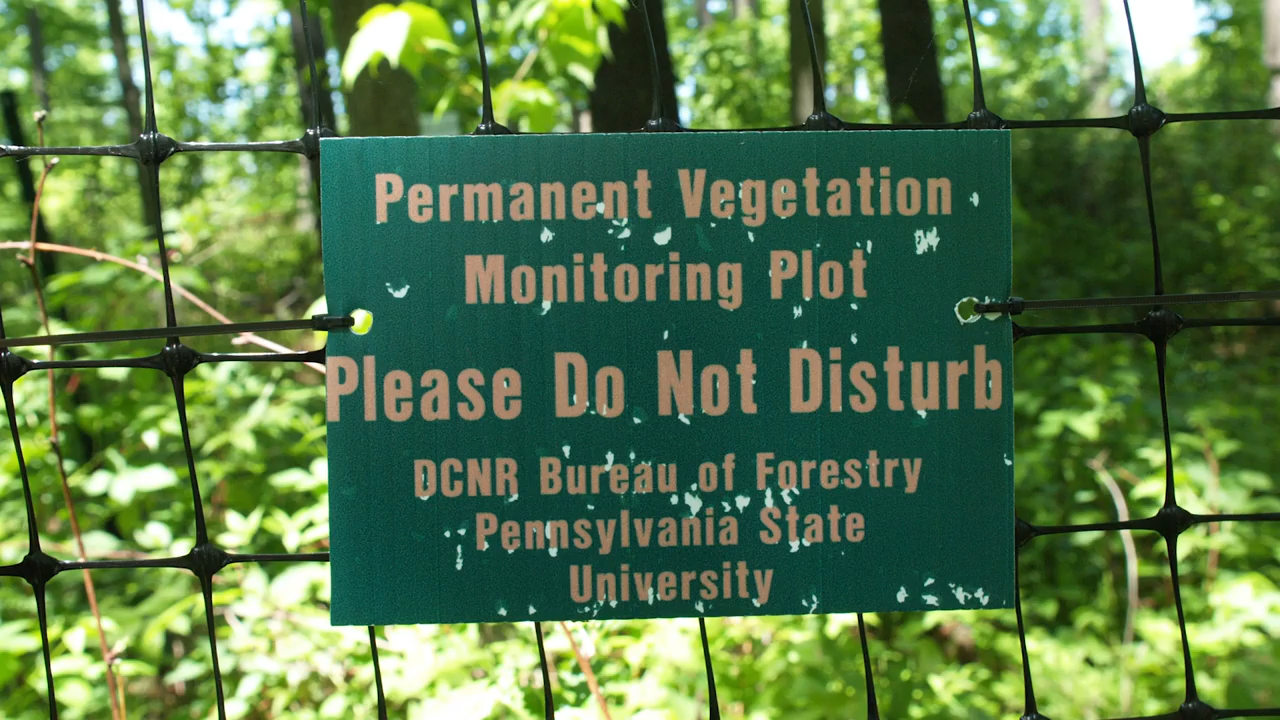 Permanent Vegetation
Monitoring Plot
Please Do Not Disturb
DCNR Bureau of Forestry
Pennsylvania State
University